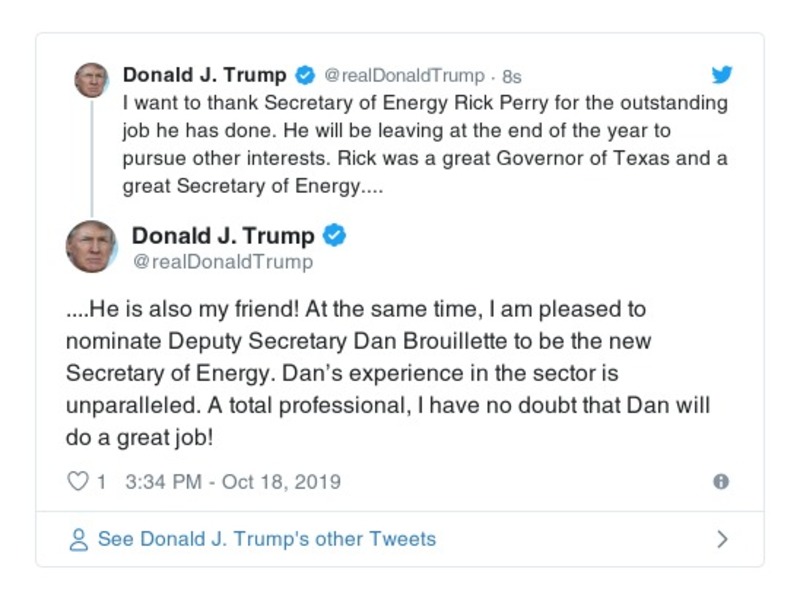 Donald J. Trump @realDonaldTrump · 8s
I want to thank Secretary of Energy Rick Perry for the outstanding
job he has done. He will be leaving at the end of the year to
pursue other interests. Rick was a great Governor of Texas and a
great Secretary of Energy....
Donald J. Trump
@realDonaldTrump
....He is also my friend! At the same time, I am pleased to
nominate Deputy Secretary Dan Brouillette to be the new
Secretary of Energy. Dan’s experience in the sector is
unparalleled. A total professional, I have no doubt that Dan will
do a great job!
1 3:34 PM - Oct 18, 2019
See Donald J. Trump's other Tweets